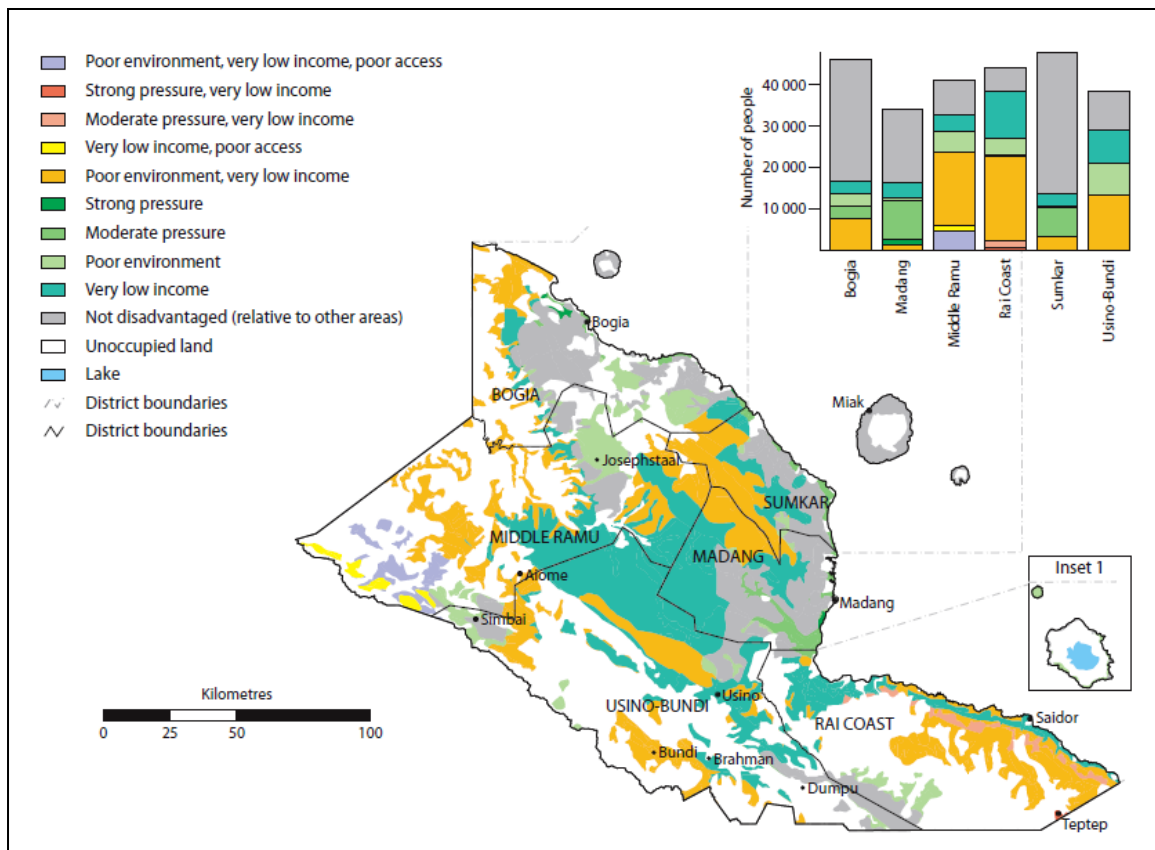 Poor environment, very low income, poor access
Strong pressure, very low income
Moderate pressure, very low income
Very low income, poor access
Poor environment, very low income
Strong pressure
Moderate pressure
Poor environment
Very low income
Not disadvantaged (relative to other areas)
Unoccupied land
Lake
District boundaries
District boundaries
Number of people
40 000
30 000
20 000
10 000
Bogia
Madang
Middle Ramu
Rai Coast
Sumkar
Usino-Bundi
Bogia
BOGIA
Miak
Josephstaal
SUMKAR
MIDDLE RAMU
MADANG
Alome
Inset 1
Madang
Simbai
Kilometres
0 25 50 100
Usino
USINO-BUNDI
RAI COAST
Saidor
Bundi
Brahman
Dumpu
Teptep